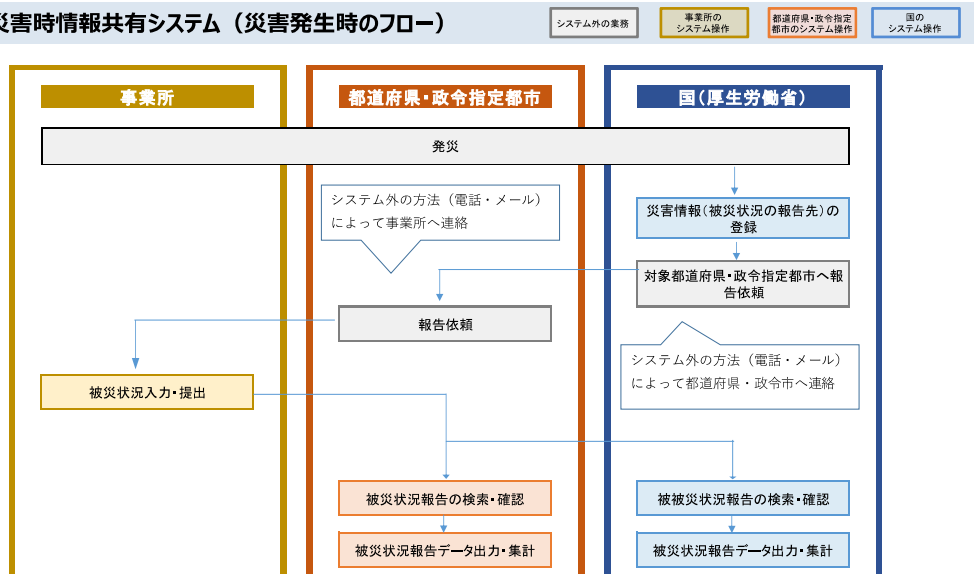 災害時情報共有システム（災害発生時のフロー）
システム外の業務
事業所の
システム操作
都道府県・政令指定
都市のシステム操作
国の
システム操作
事業所
都道府県・政令指定都市
国（厚生労働省）
発災
システム外の方法（電話・メール）
によって事業所へ連絡
災害情報（被災状況の報告先）の
登録
対象都道府県・政令指定都市へ報
告依頼
報告依頼
システム外の方法（電話・メール）
によって都道府県・政令市へ連絡
被災状況入力・提出
被災状況報告の検索・確認
被被災状況報告の検索・確認
被災状況報告データ出力・集計
被災状況報告データ出力・集計